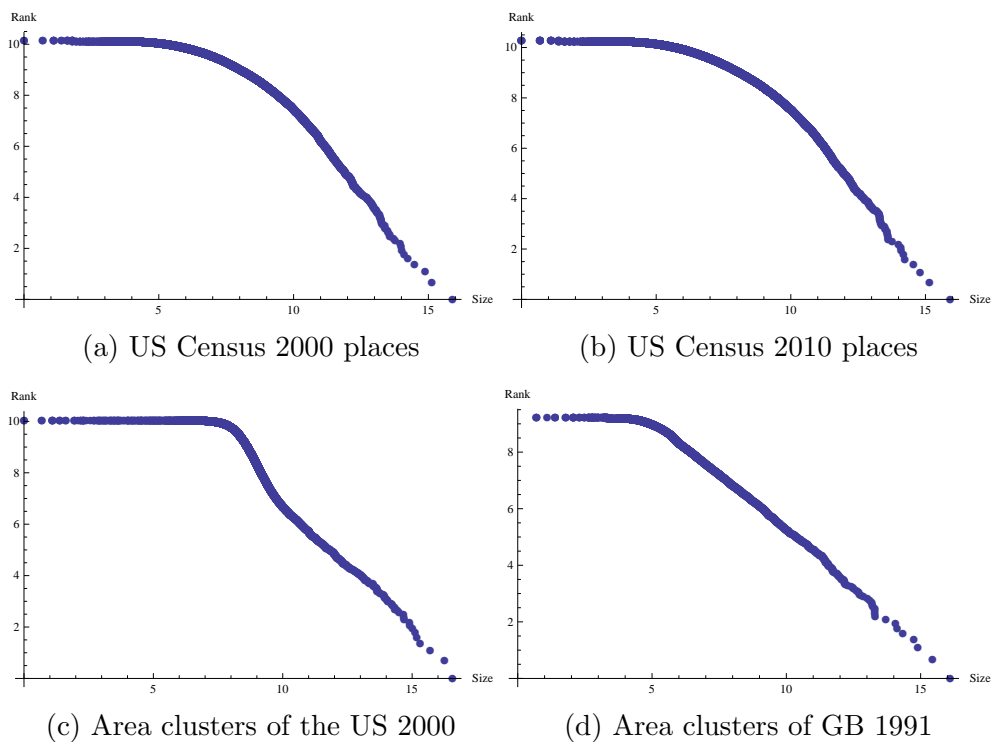 Rank
10
8
6
4
2
5 10 15 Size
(a) US Census 2000 places
Rank
10
8
6
4
2
5 10 15 Size
(b) US Census 2010 places
Rank
10
8
6
4
2
5 10 15 Size
(c) Area clusters of the US 2000
Rank
8
6
4
2
5 10 15 Size
(d) Area clusters of GB 1991